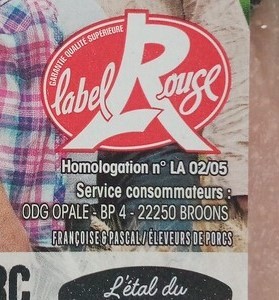 GARANTIE QUALITÉ SUPÉRIEURE
label Rouge
Homologation n° LA 02/05
Service consommateurs :
ODG OPALE - BP 4 - 22250 BROONS
FRANÇOISE & PASCAL/ÉLEVEURS DE PORCS
RC
L'étal du